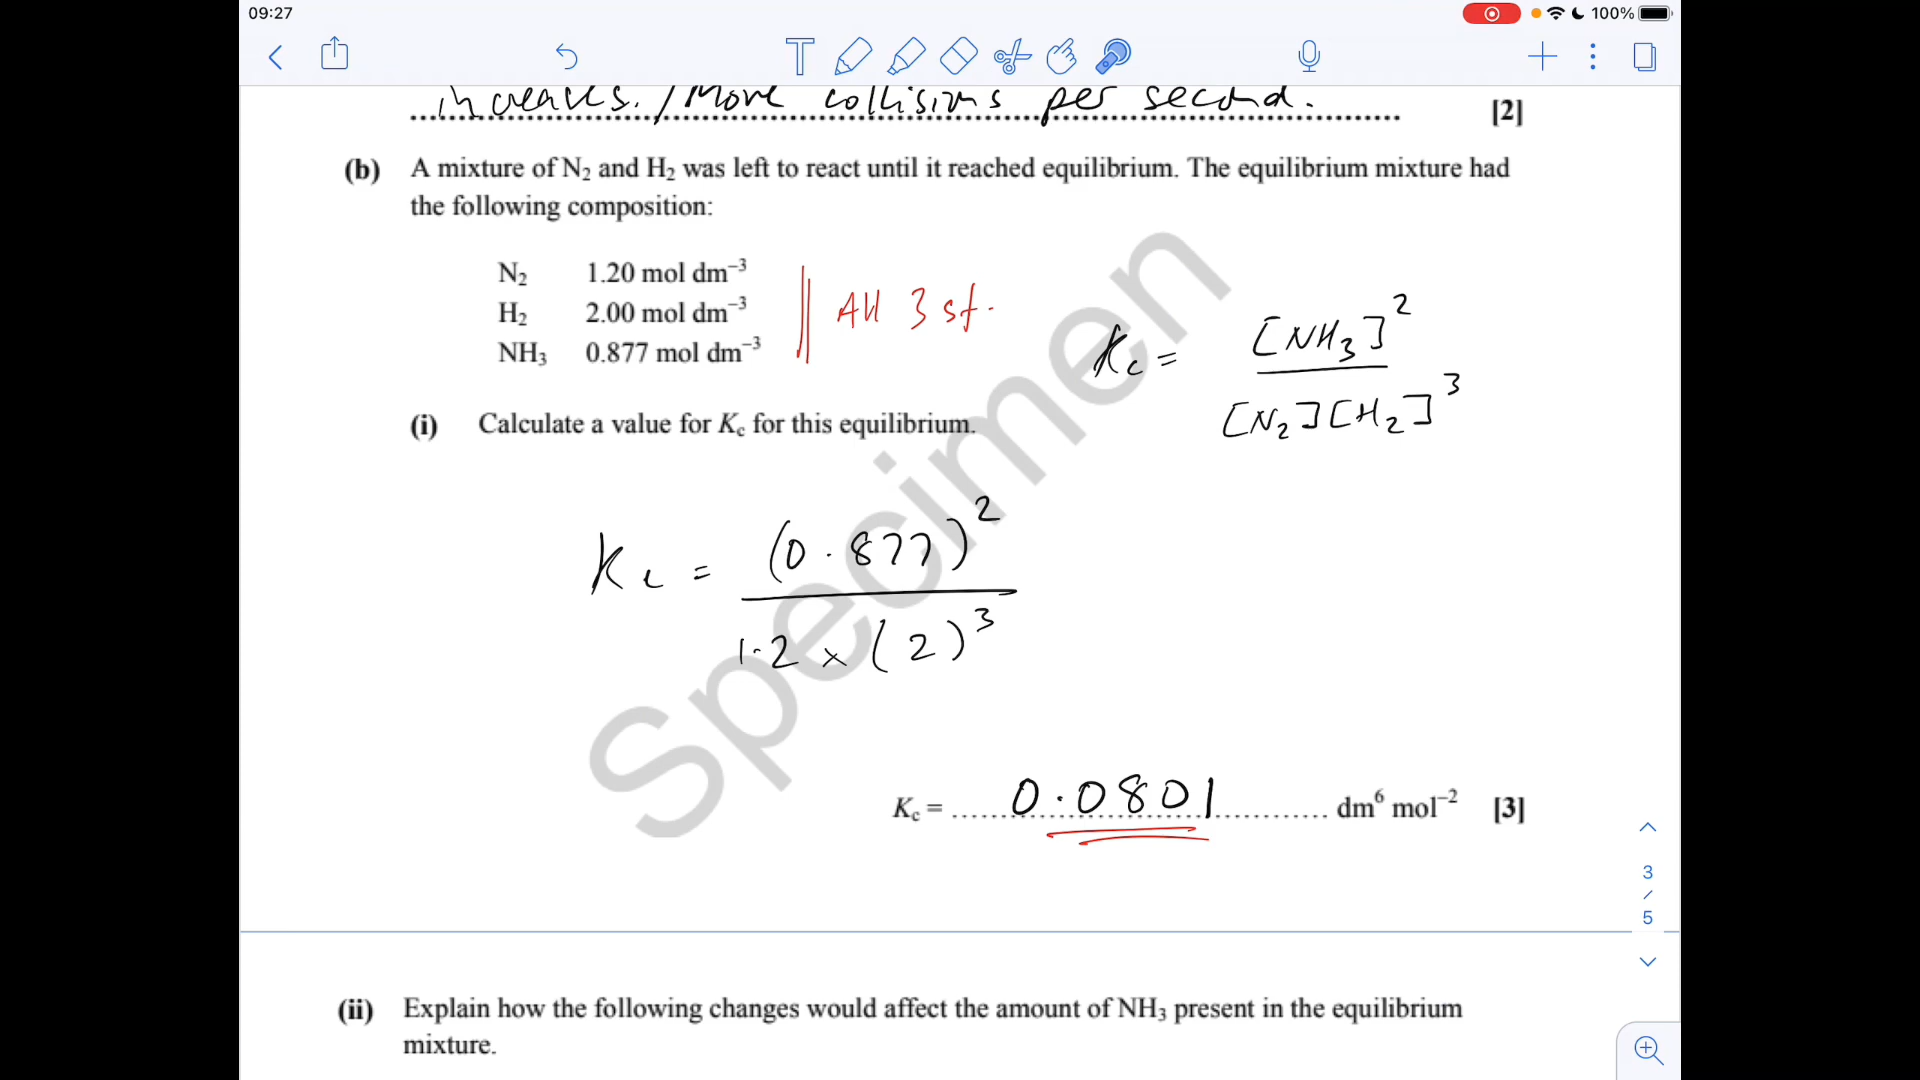 09:27
100%
T
increases. / More collisions per second.
[2]
(b) A mixture of N₂ and H₂ was left to react until it reached equilibrium. The equilibrium mixture had
the following composition:
N₂ 1.20 mol dm⁻³
H₂ 2.00 mol dm⁻³
NH₃ 0.877 mol dm⁻³
All 3 sf.
Kc = [NH₃]²
[N₂][H₂]³
(i) Calculate a value for Kc for this equilibrium.
Kc = (0.877)²
1.2 × (2)³
Specimen
Kc = ..... 0.0801 ............ dm⁶ mol⁻² [3]
3
/
5
(ii) Explain how the following changes would affect the amount of NH₃ present in the equilibrium
mixture.